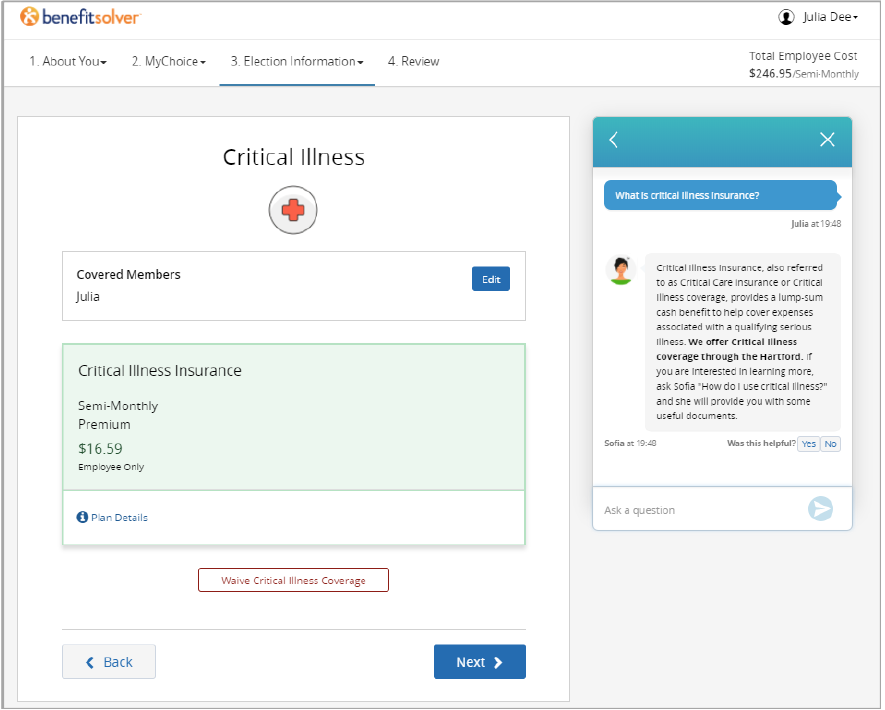 benefitsolver
Julia Dee
1. About You
2. MyChoice
3. Election Information
4. Review
Total Employee Cost
$246.95/Semi-Monthly
Critical Illness
Covered Members
Julia
Edit
Critical Illness Insurance
Semi-Monthly
Premium
$16.59
Employee Only
Plan Details
Waive Critical Illness Coverage
Back
Next
What is critical illness insurance?
Julia at 19:48
Critical Illness Insurance, also referred
to as Critical Care Insurance or Critical
Illness coverage, provides a lump-sum
cash benefit to help cover expenses
associated with a qualifying serious
illness. We offer Critical Illness
coverage through the Hartford. If
you are interested in learning more,
ask Sofia "How do I use critical illness?"
and she will provide you with some
useful documents.
Sofia at 19:48
Was this helpful? Yes No
Ask a question